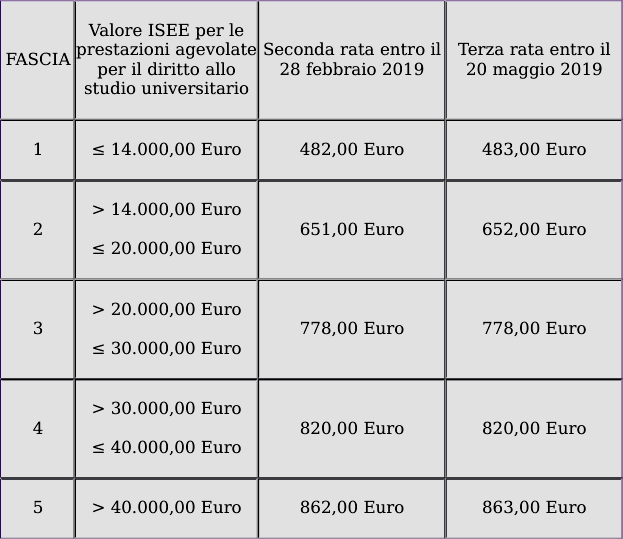 FASCIA
Valore ISEE per le
prestazioni agevolate
per il diritto allo
studio universitario
Seconda rata entro il
28 febbraio 2019
Terza rata entro il
20 maggio 2019
1
≤ 14.000,00 Euro
482,00 Euro
483,00 Euro
2
> 14.000,00 Euro
≤ 20.000,00 Euro
651,00 Euro
652,00 Euro
3
> 20.000,00 Euro
≤ 30.000,00 Euro
778,00 Euro
778,00 Euro
4
> 30.000,00 Euro
≤ 40.000,00 Euro
820,00 Euro
820,00 Euro
5
> 40.000,00 Euro
862,00 Euro
863,00 Euro